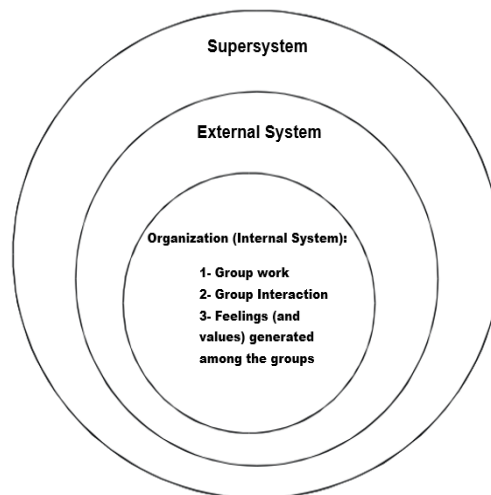 Supersystem
External System
Organization (Internal System):
1- Group work
2- Group Interaction
3- Feelings (and
values) generated
among the groups